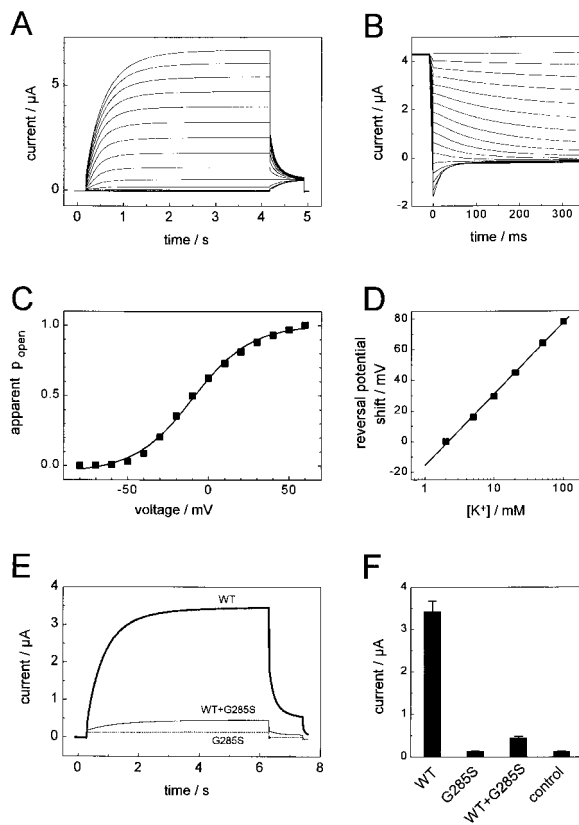 A
current / µA
5
0
0 1 2 3 4 5
time / s
B
current / µA
4
2
0
-2
0 100 200 300
time / ms
C
apparent p open
1.0
0.5
0.0
-50 0 50
voltage / mV
D
reversal potential
shift / mV
80
60
40
20
0
-20
1 10 100
[K+] / mM
E
current / µA
4
3
2
1
0
WT
WT+G285S
G285S
0 2 4 6 8
time / s
F
current / µA
4
3
2
1
0
WT
G285S
WT+G285S
control